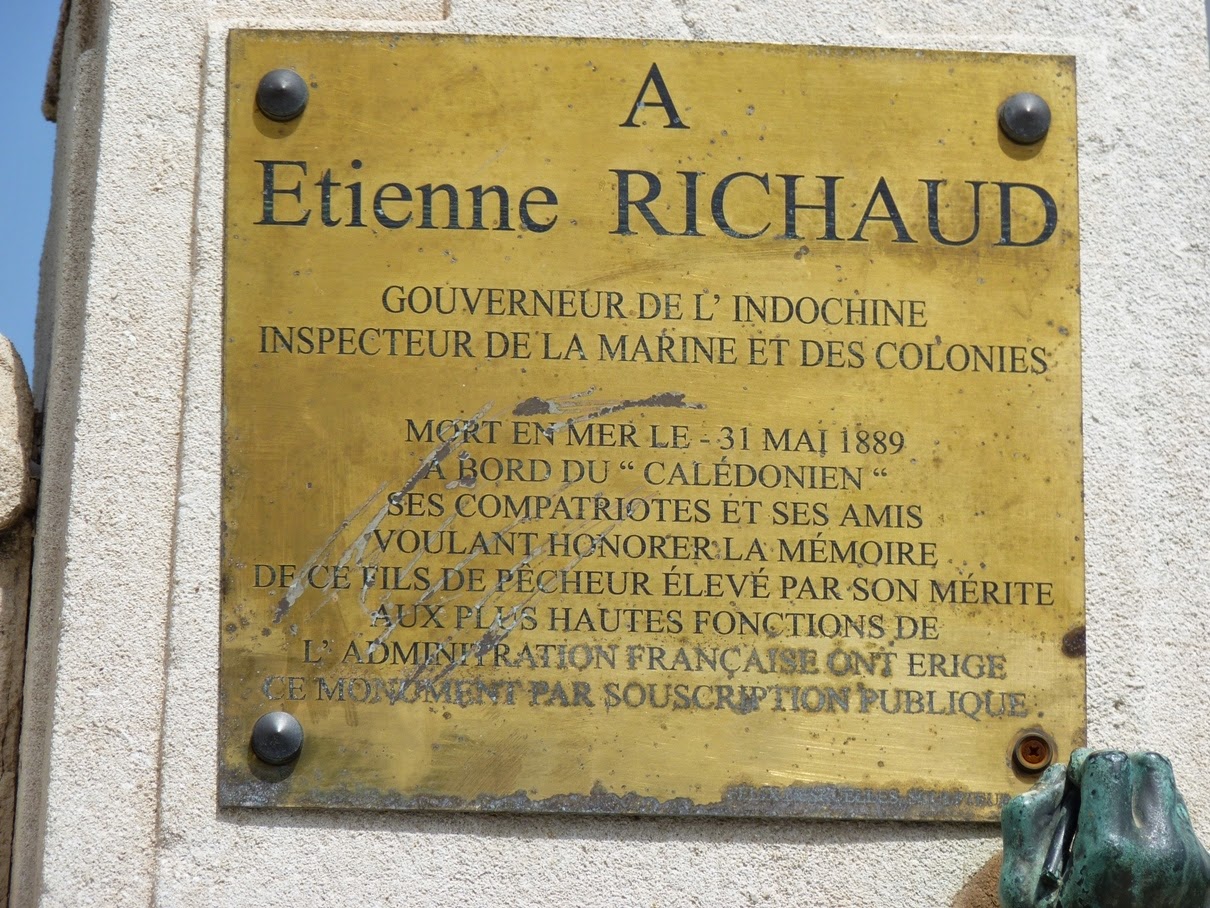 A
Etienne RICHAUD
GOUVERNEUR DE L' INDOCHINE
INSPECTEUR DE LA MARINE ET DES COLONIES
MORT EN MER LE - 31 MAI 1889
A BORD DU “ CALÉDONIEN “
SES COMPATRIOTES ET SES AMIS
VOULANT HONORER LA MÉMOIRE
DE CE FILS DE PÊCHEUR ÉLEVÉ PAR SON MÉRITE
AUX PLUS HAUTES FONCTIONS DE
L' ADMINITRATION FRANÇAISE ONT ERIGE
CE MONUMENT PAR SOUSCRIPTION PUBLIQUE